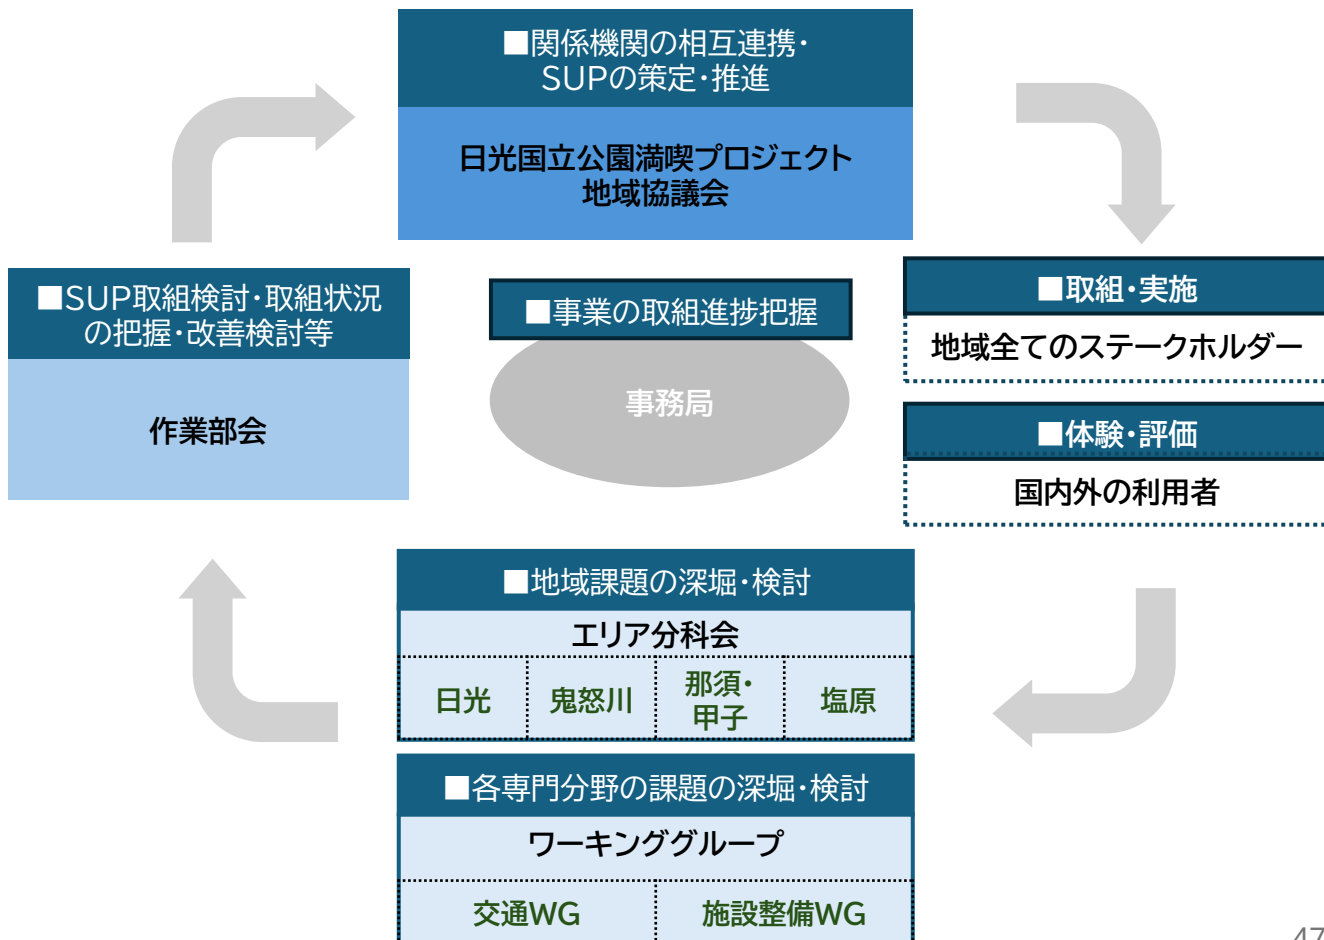 ■関係機関の相互連携・
SUPの策定・推進
日光国立公園満喫プロジェクト
地域協議会
■SUP取組検討・取組状況
の把握・改善検討等
作業部会
■事業の取組進捗把握
事務局
■取組・実施
地域全てのステークホルダー
■体験・評価
国内外の利用者
■地域課題の深堀・検討
エリア分科会
日光
鬼怒川
那須・
甲子
塩原
■各専門分野の課題の深堀・検討
ワーキンググループ
交通WG
施設整備WG
47